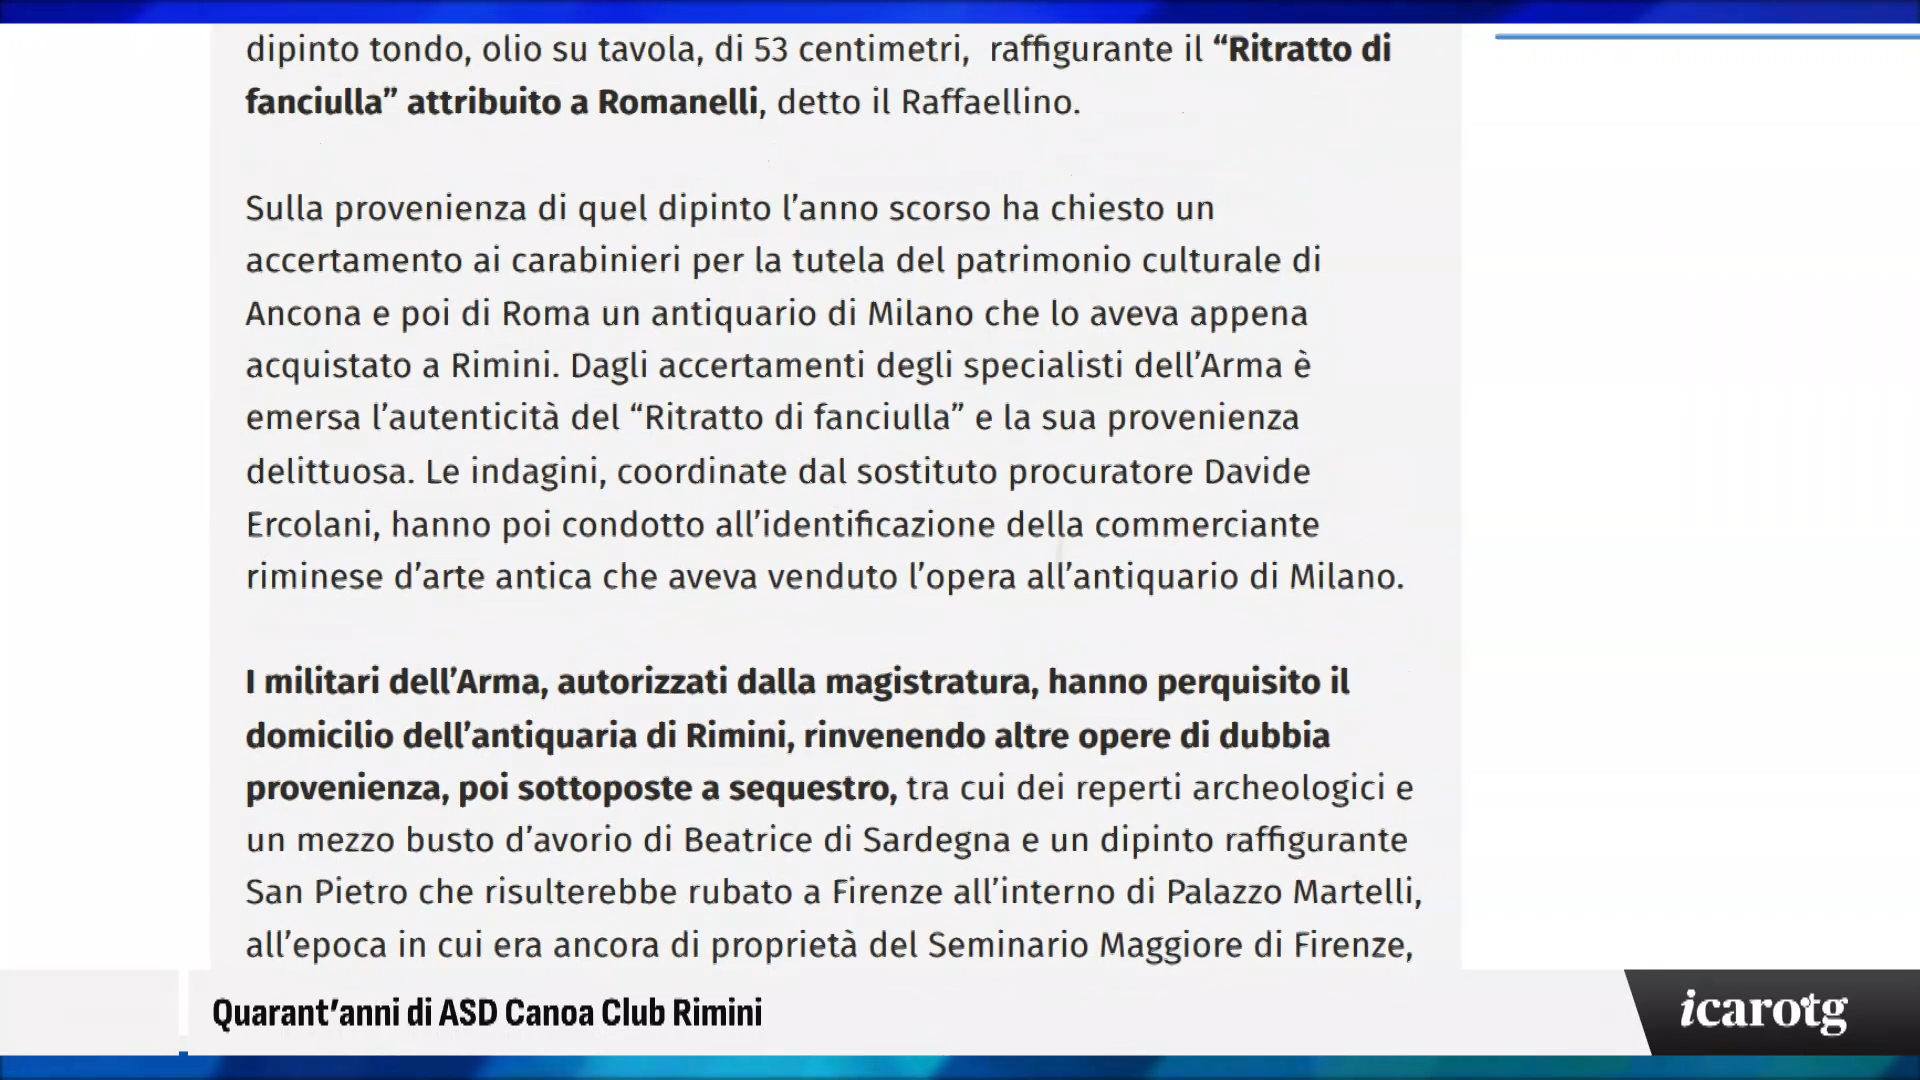 dipinto tondo, olio su tavola, di 53 centimetri, raffigurante il “Ritratto di
fanciulla” attribuito a Romanelli, detto il Raffaellino.
Sulla provenienza di quel dipinto l’anno scorso ha chiesto un
accertamento ai carabinieri per la tutela del patrimonio culturale di
Ancona e poi di Roma un antiquario di Milano che lo aveva appena
acquistato a Rimini. Dagli accertamenti degli specialisti dell’Arma è
emersa l’autenticità del “Ritratto di fanciulla” e la sua provenienza
delittuosa. Le indagini, coordinate dal sostituto procuratore Davide
Ercolani, hanno poi condotto all’identificazione della commerciante
riminese d’arte antica che aveva venduto l’opera all’antiquario di Milano.
I militari dell’Arma, autorizzati dalla magistratura, hanno perquisito il
domicilio dell’antiquaria di Rimini, rinvenendo altre opere di dubbia
provenienza, poi sottoposte a sequestro, tra cui dei reperti archeologici e
un mezzo busto d’avorio di Beatrice di Sardegna e un dipinto raffigurante
San Pietro che risulterebbe rubato a Firenze all’interno di Palazzo Martelli,
all’epoca in cui era ancora di proprietà del Seminario Maggiore di Firenze,
Quarant'anni di ASD Canoa Club Rimini
icarotg